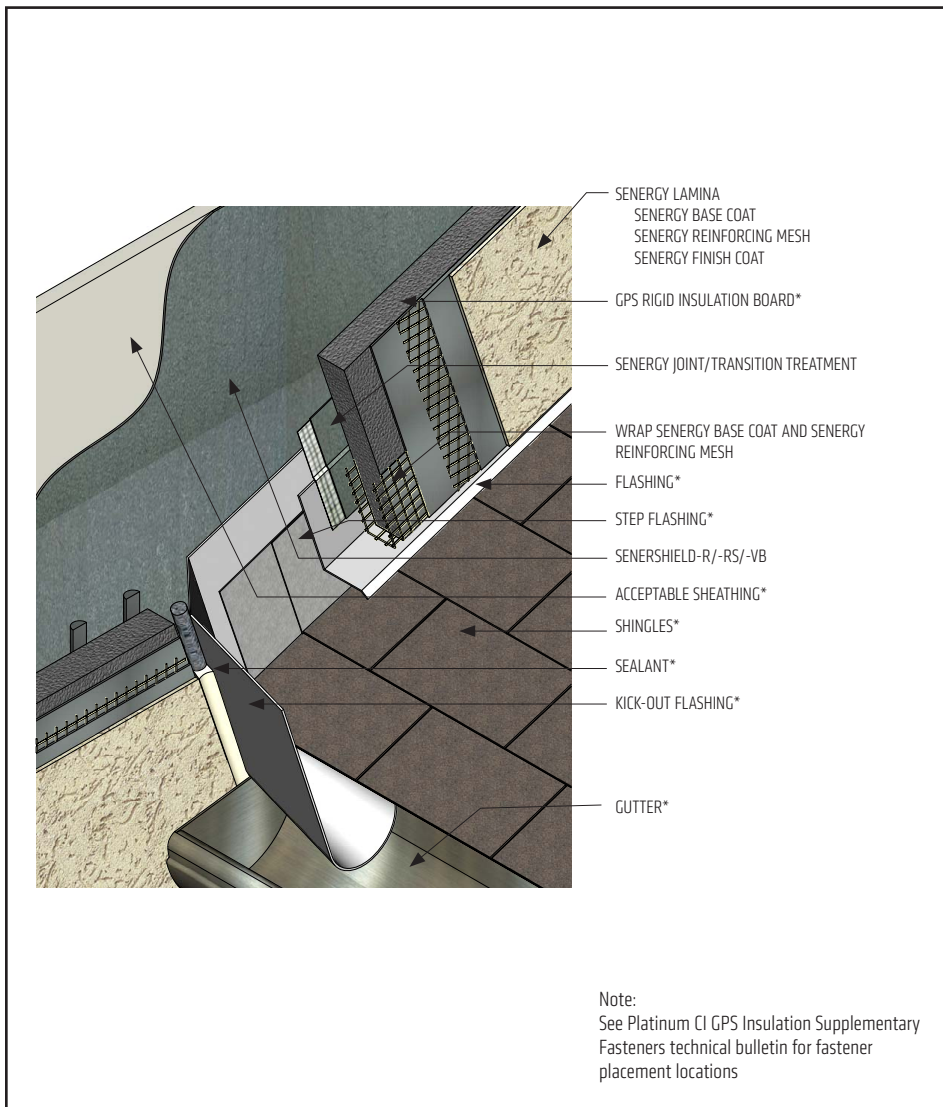 SENERGY LAMINA
SENERGY BASE COAT
SENERGY REINFORCING MESH
SENERGY FINISH COAT
GPS RIGID INSULATION BOARD*
SENERGY JOINT/TRANSITION TREATMENT
WRAP SENERGY BASE COAT AND SENERGY
REINFORCING MESH
FLASHING*
STEP FLASHING*
SENERSHIELD-R/-RS/-VB
ACCEPTABLE SHEATHING*
SHINGLES*
SEALANT*
KICK-OUT FLASHING*
GUTTER*
Note:
See Platinum CI GPS Insulation Supplementary
Fasteners technical bulletin for fastener
placement locations